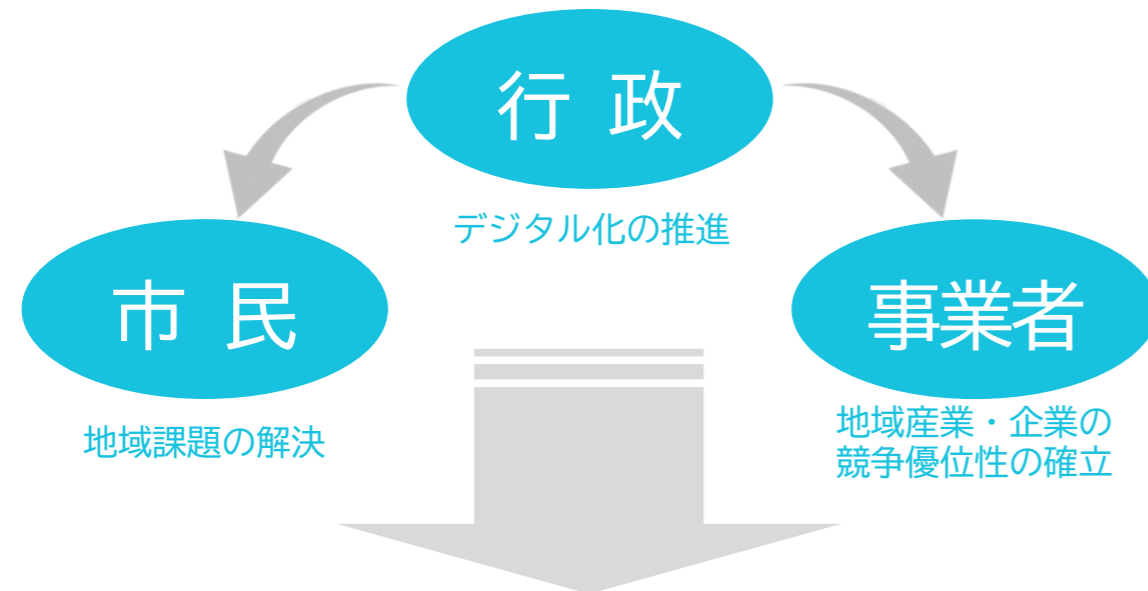 行 政
デジタル化の推進
市 民
地域課題の解決
事業者
地域産業・企業の
競争優位性の確立